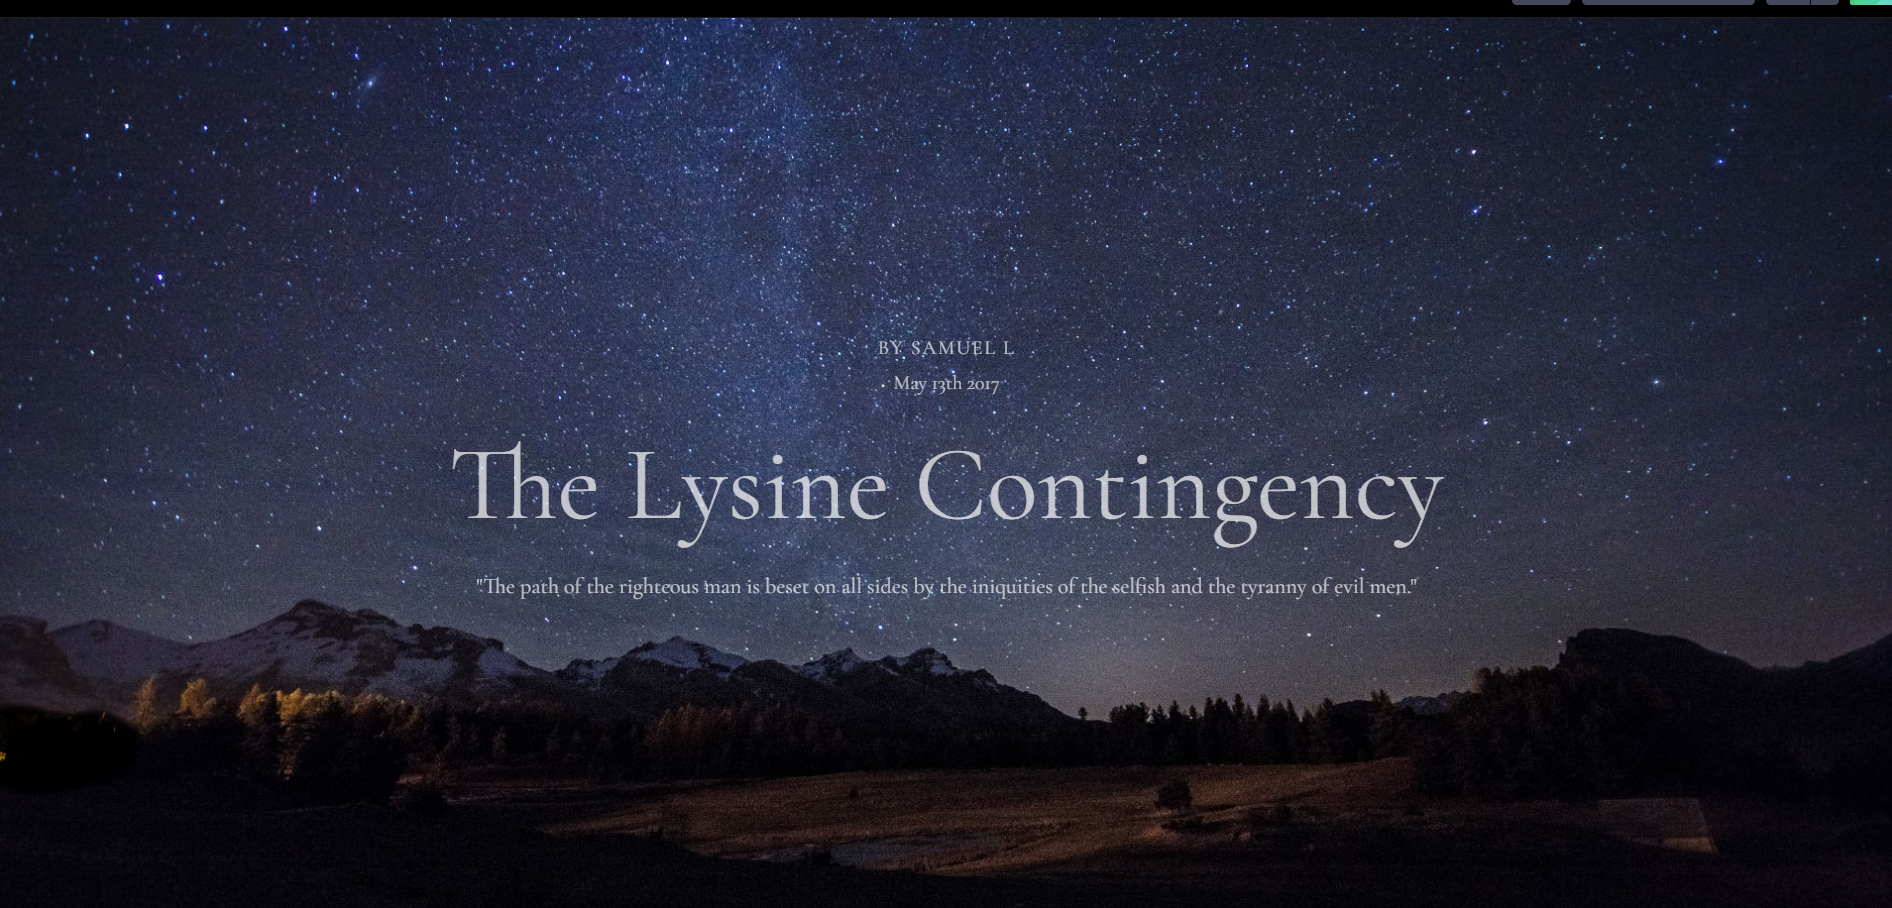 BY SAMUEL L
May 13th 2017
The Lysine Contingency
"The path of the righteous man is beset on all sides by the iniquities of the selfish and the tyranny of evil men."